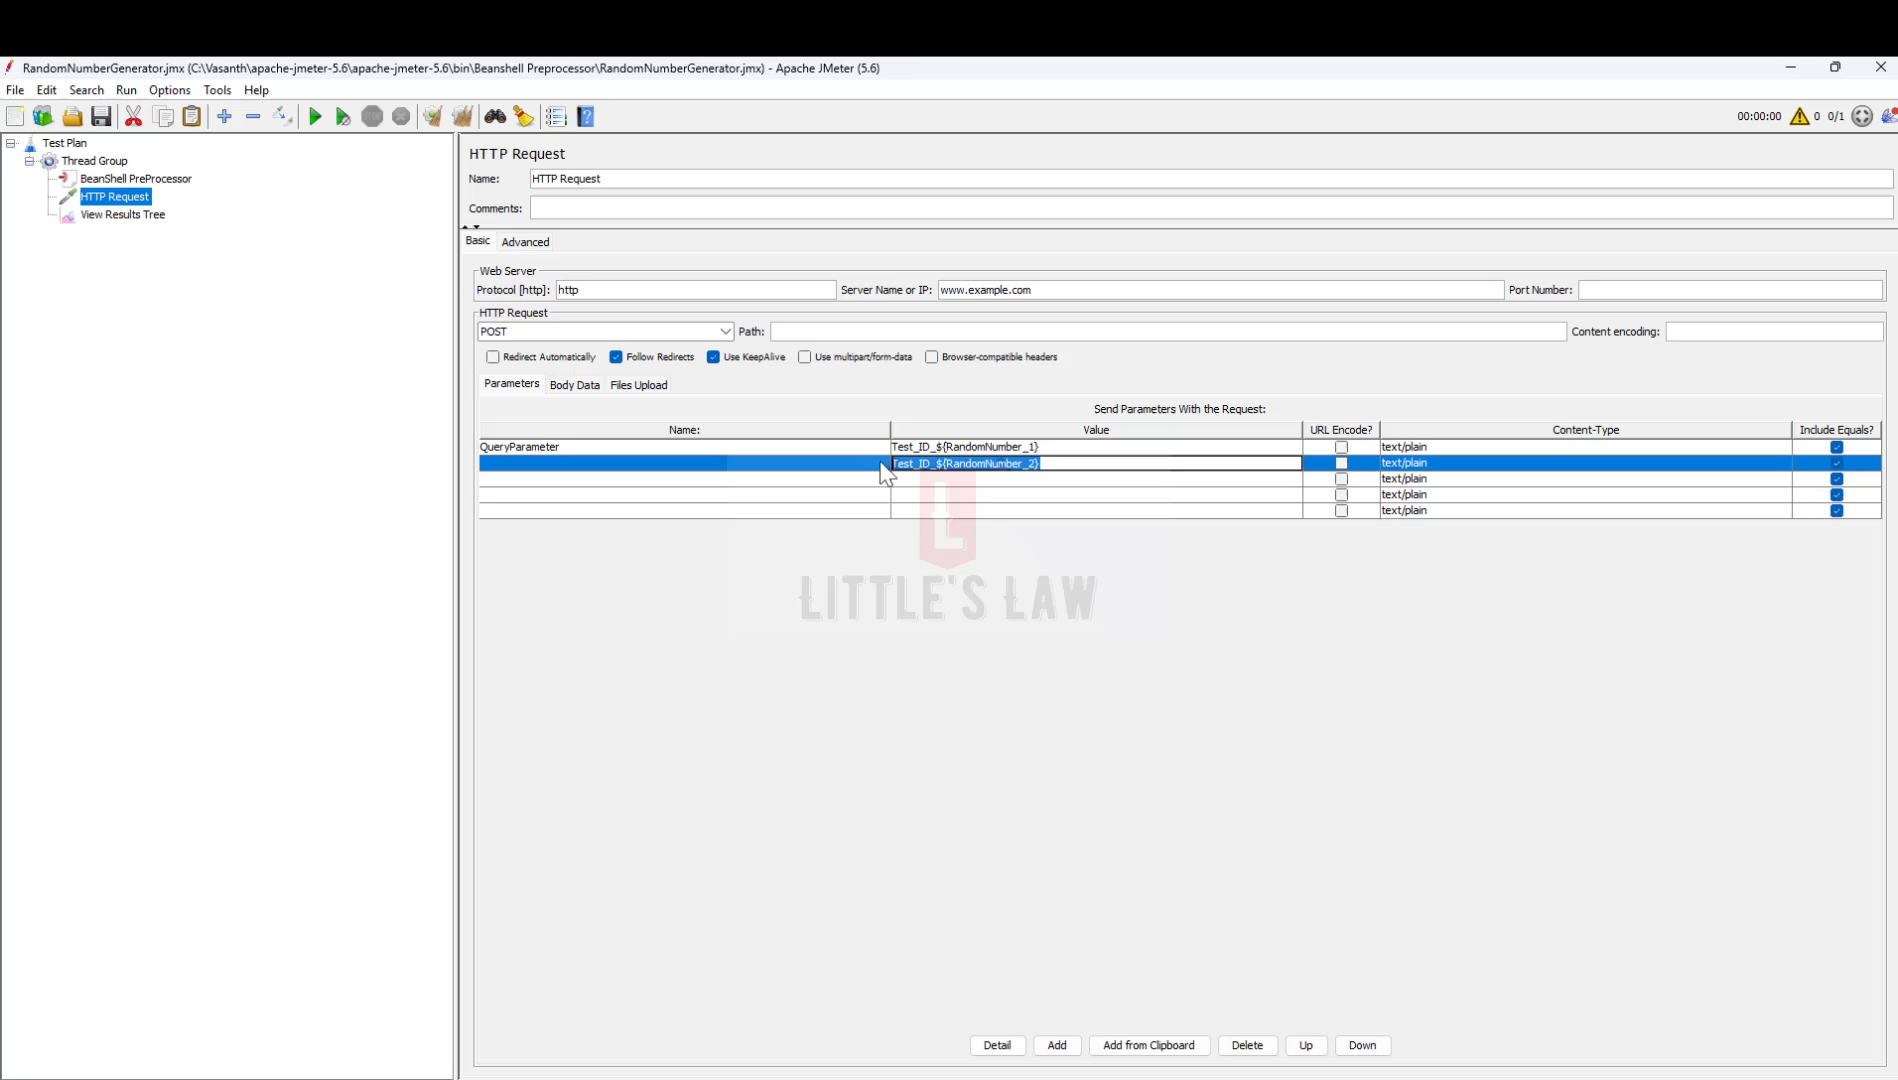 RandomNumberGenerator.jmx (C:\Vasanth\apache-jmeter-5.6\apache-jmeter-5.6\bin\Beanshell Preprocessor\RandomNumberGenerator.jmx) - Apache JMeter (5.6)
File Edit Search Run Options Tools Help
00:00:00 0 0/1
Test Plan
Thread Group
BeanShell PreProcessor
HTTP Request
View Results Tree
HTTP Request
Name: HTTP Request
Comments:
Basic Advanced
Web Server
Protocol [http]: http Server Name or IP: www.example.com Port Number:
HTTP Request
POST Path: Content encoding:
Redirect Automatically Follow Redirects Use KeepAlive Use multipart/form-data Browser-compatible headers
Parameters Body Data Files Upload
Send Parameters With the Request:
Name: Value URL Encode? Content-Type Include Equals?
QueryParameter Test_ID_${RandomNumber_1} text/plain
Test_ID_${RandomNumber_2} text/plain
text/plain
text/plain
text/plain
L
LITTLE'S LAW
Detail Add Add from Clipboard Delete Up Down